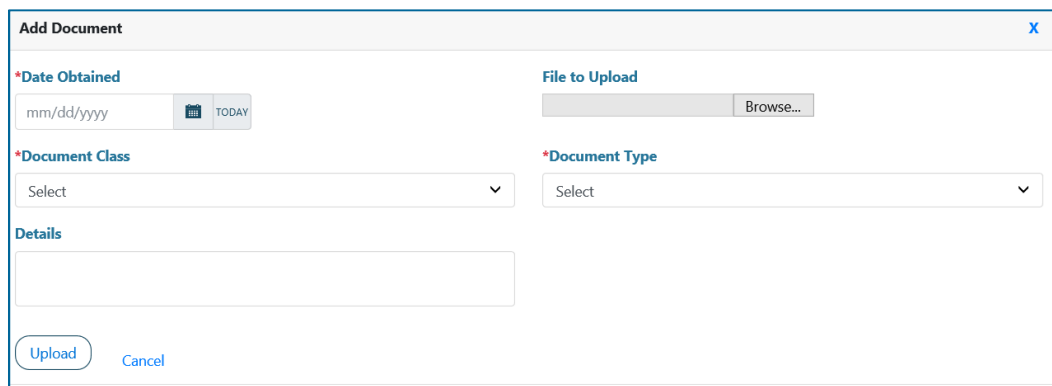 Add Document X
*Date Obtained File to Upload
mm/dd/yyyy TODAY Browse...
*Document Class *Document Type
Select Select
Details
Upload Cancel